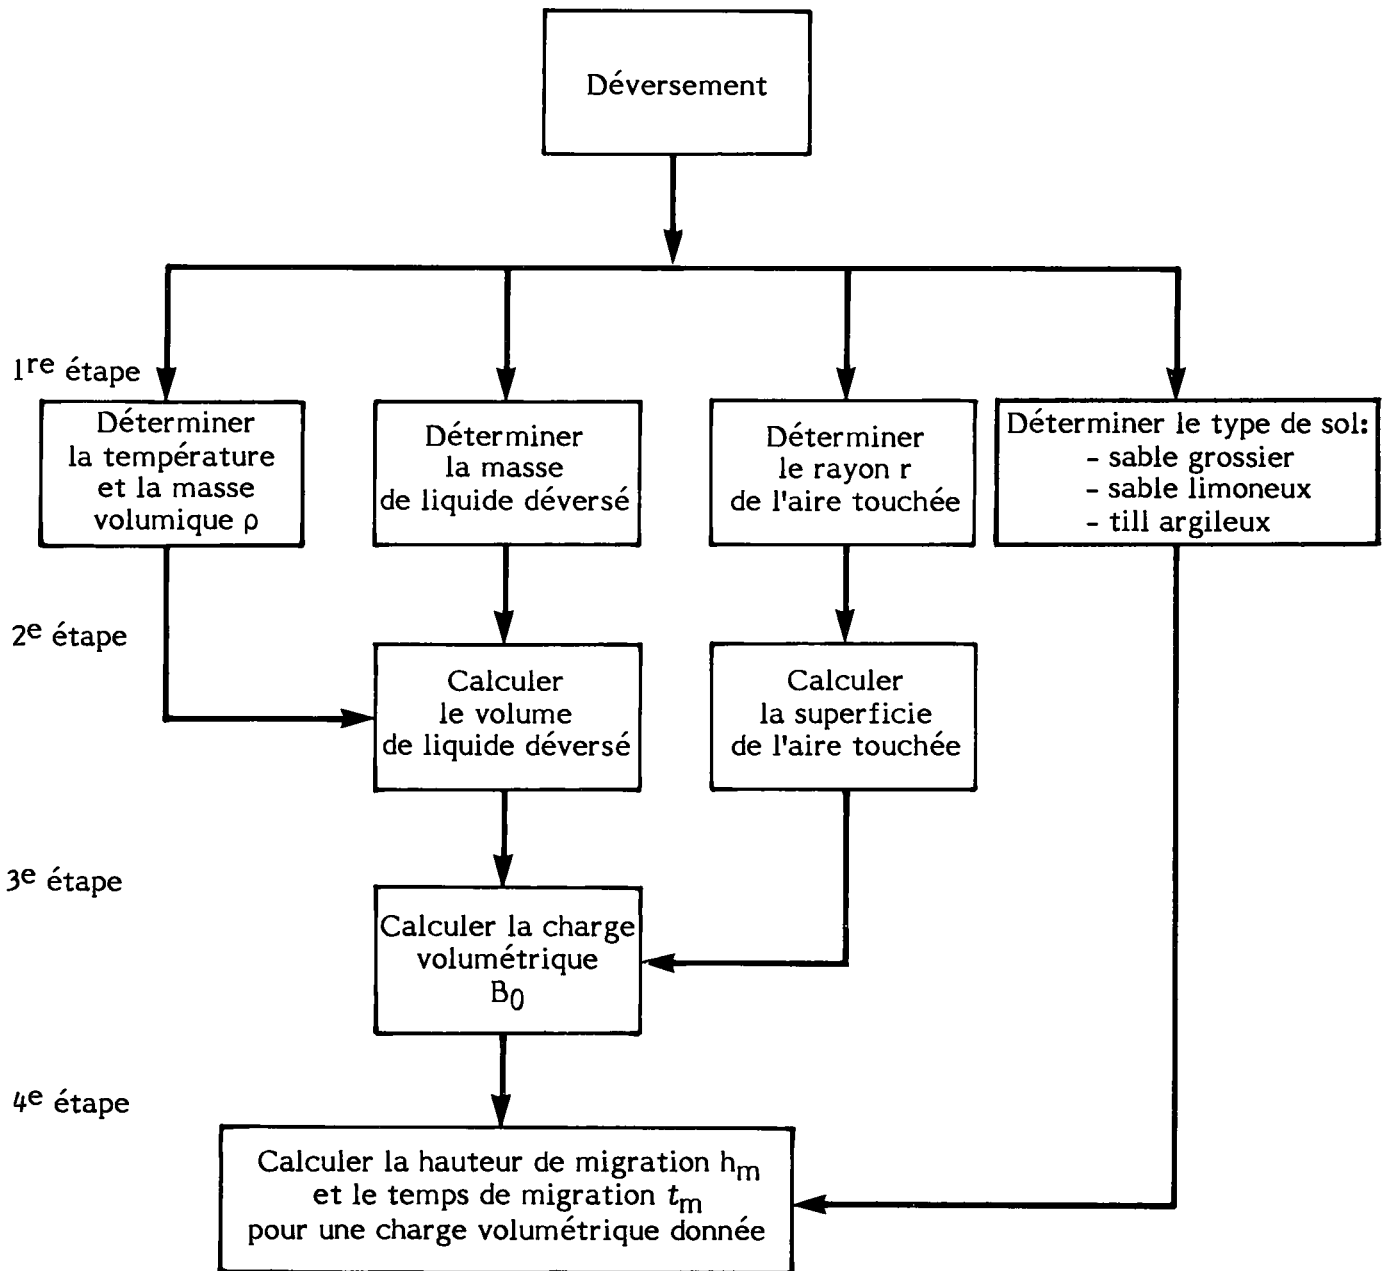 Déversement
1re étape
Déterminer
la température
et la masse
volumique ρ
Déterminer
la masse
de liquide déversé
Déterminer
le rayon r
de l'aire touchée
Déterminer le type de sol:
- sable grossier
- sable limoneux
- till argileux
2e étape
Calculer
le volume
de liquide déversé
Calculer
la superficie
de l'aire touchée
3e étape
Calculer la charge
volumétrique
B0
4e étape
Calculer la hauteur de migration hm
et le temps de migration tm
pour une charge volumétrique donnée